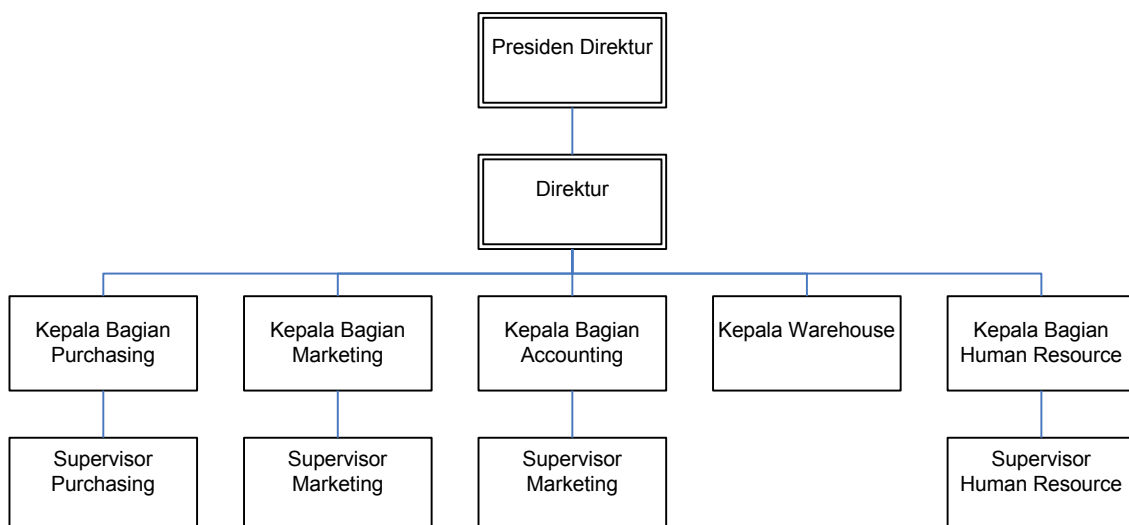 Presiden Direktur
Direktur
Kepala Bagian
Purchasing
Kepala Bagian
Marketing
Kepala Bagian
Accounting
Kepala Warehouse
Kepala Bagian
Human Resource
Supervisor
Purchasing
Supervisor
Marketing
Supervisor
Marketing
Supervisor
Human Resource